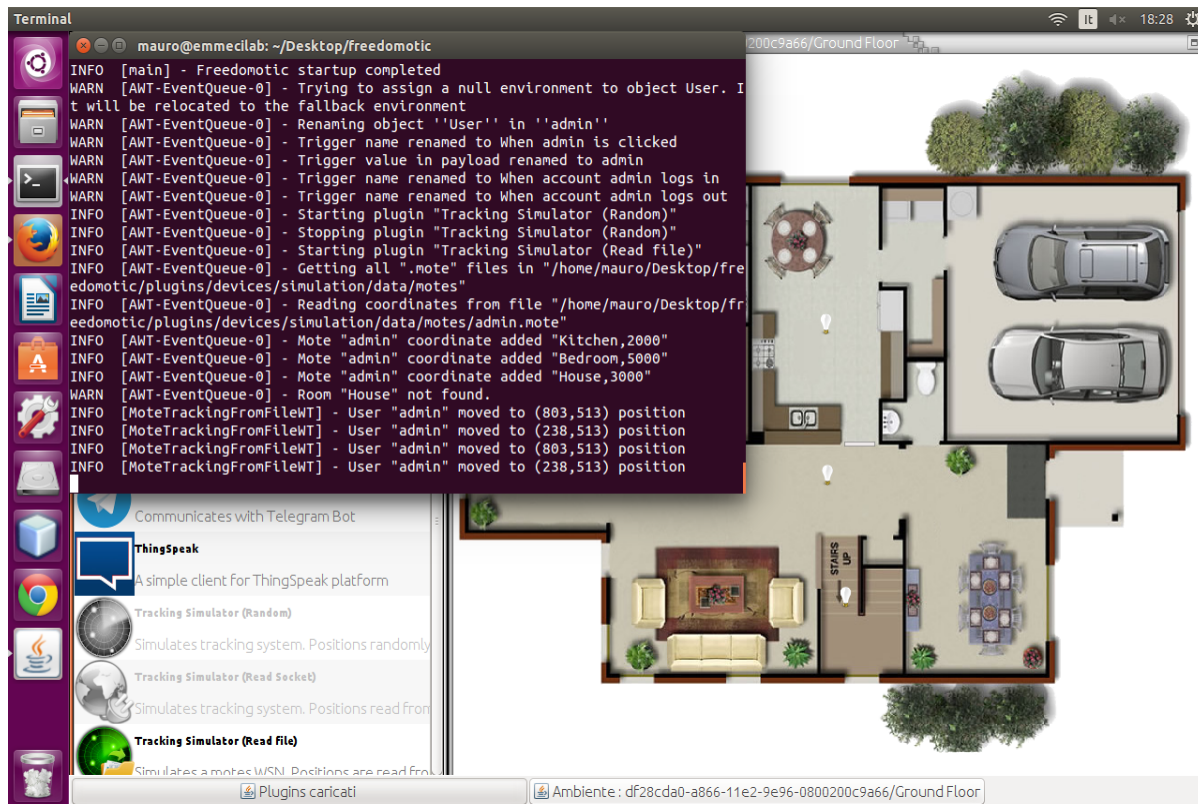 Terminal
It
18:28
mauro@emmecilab: ~/Desktop/freedomotic
200c9a66/Ground Floor
INFO [main] - Freedomotic startup completed
WARN [AWT-EventQueue-0] - Trying to assign a null environment to object User. I
t will be relocated to the fallback environment
WARN [AWT-EventQueue-0] - Renaming object ''User'' in ''admin''
WARN [AWT-EventQueue-0] - Trigger name renamed to When admin is clicked
WARN [AWT-EventQueue-0] - Trigger value in payload renamed to admin
WARN [AWT-EventQueue-0] - Trigger name renamed to When account admin logs in
WARN [AWT-EventQueue-0] - Trigger name renamed to When account admin logs out
INFO [AWT-EventQueue-0] - Starting plugin "Tracking Simulator (Random)"
INFO [AWT-EventQueue-0] - Stopping plugin "Tracking Simulator (Random)"
INFO [AWT-EventQueue-0] - Starting plugin "Tracking Simulator (Read file)"
INFO [AWT-EventQueue-0] - Getting all ".mote" files in "/home/mauro/Desktop/fre
edomotic/plugins/devices/simulation/data/motes"
INFO [AWT-EventQueue-0] - Reading coordinates from file "/home/mauro/Desktop/fr
eedomotic/plugins/devices/simulation/data/motes/admin.mote"
INFO [AWT-EventQueue-0] - Mote "admin" coordinate added "Kitchen,2000"
INFO [AWT-EventQueue-0] - Mote "admin" coordinate added "Bedroom,5000"
INFO [AWT-EventQueue-0] - Mote "admin" coordinate added "House,3000"
WARN [AWT-EventQueue-0] - Room "House" not found.
INFO [MoteTrackingFromFileWT] - User "admin" moved to (803,513) position
INFO [MoteTrackingFromFileWT] - User "admin" moved to (238,513) position
INFO [MoteTrackingFromFileWT] - User "admin" moved to (803,513) position
INFO [MoteTrackingFromFileWT] - User "admin" moved to (238,513) position
Communicates with Telegram Bot
ThingSpeak
A simple client for ThingSpeak platform
Tracking Simulator (Random)
Simulates tracking system. Positions randomly
Tracking Simulator (Read Socket)
Simulates tracking system. Positions read from
Tracking Simulator (Read file)
Simulates a motes WSN. Positions are read fro
STAIRS
UP
Plugins caricati
Ambiente : df28cda0-a866-11e2-9e96-0800200c9a66/Ground Floor